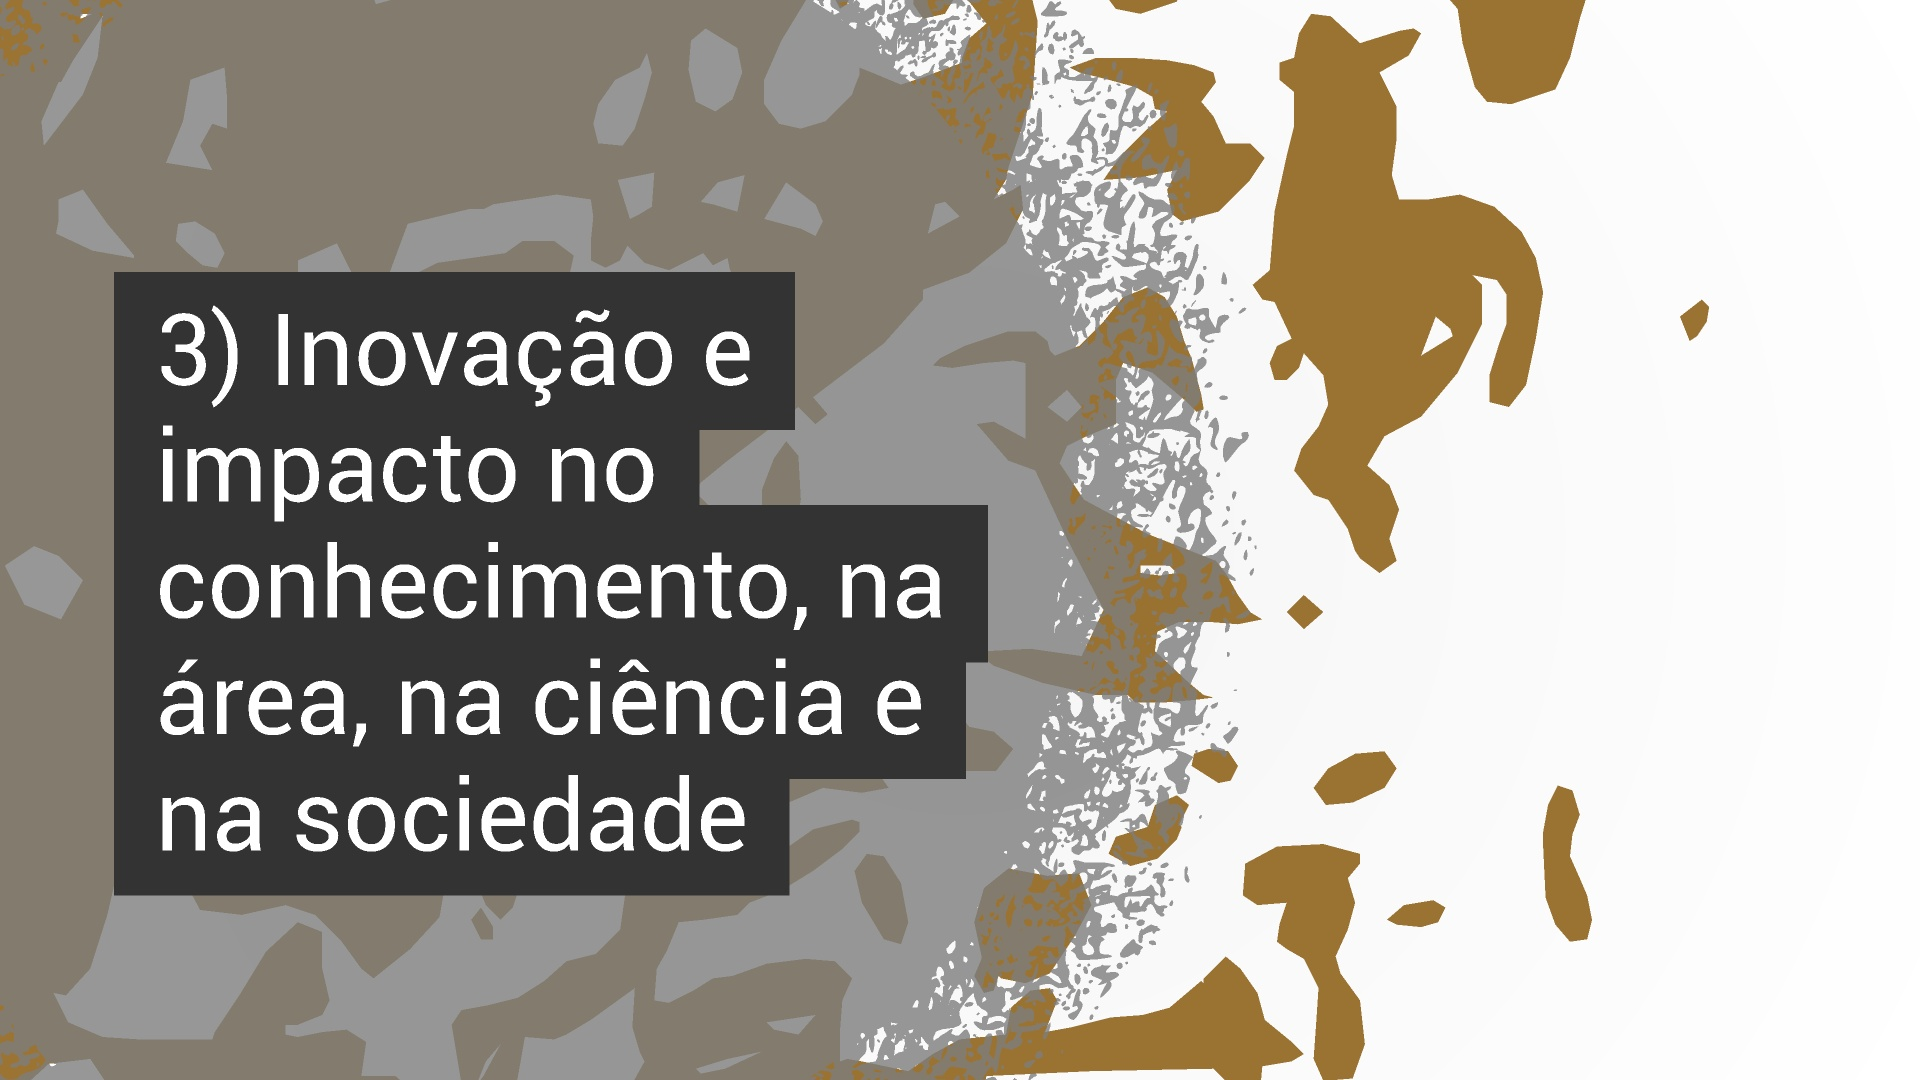 3) Inovação e
impacto no
conhecimento, na
área, na ciência e
na sociedade